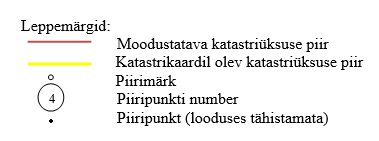 Leppemärgid:
Moodustatava katastriüksuse piir
Katastrikaardil olev katastriüksuse piir
Piirimärk
4 Piiripunkti number
Piiripunkt (looduses tähistamata)